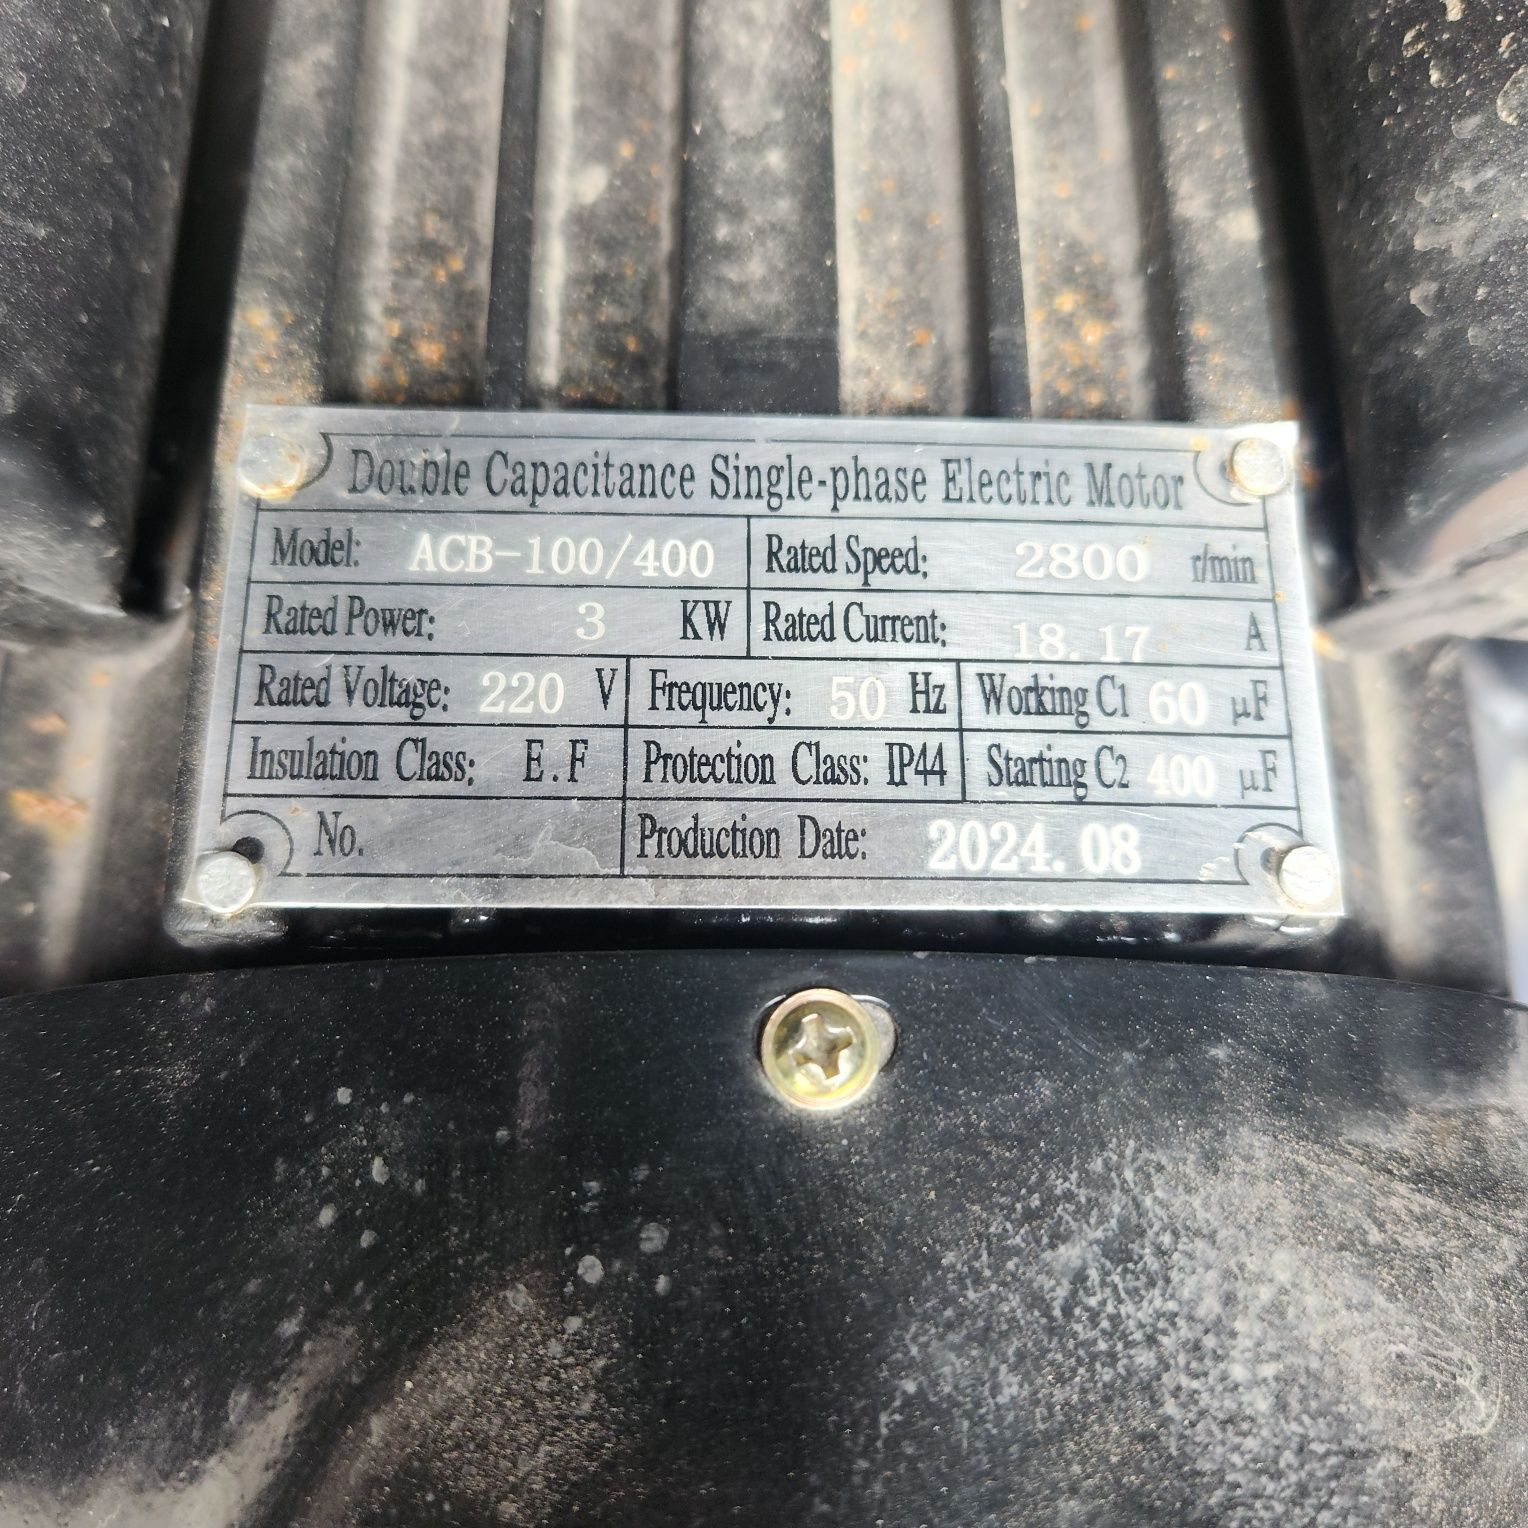 Double Capacitance Single-phase Electric Motor
Model: ACB-100/400 Rated Speed: 2800 r/min
Rated Power: 3 KW Rated Current: 18.17 A
Rated Voltage: 220 V Frequency: 50 Hz Working C1 60 μF
Insulation Class: E.F Protection Class: IP44 Starting C2 400 μF
No. Production Date: 2024.08